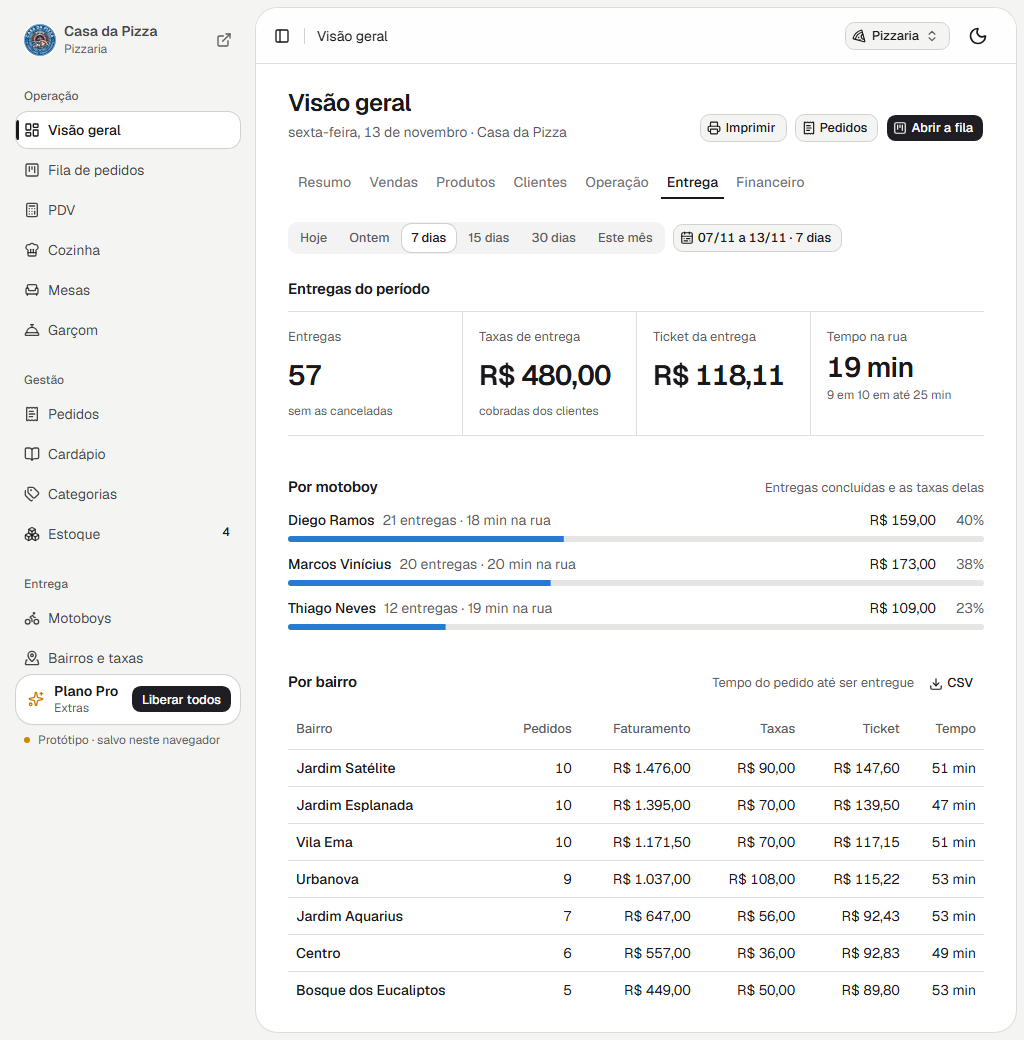 Casa da Pizza
Pizzaria
Operação
Visão geral
Fila de pedidos
PDV
Cozinha
Mesas
Garçom
Gestão
Pedidos
Cardápio
Categorias
Estoque 4
Entrega
Motoboys
Bairros e taxas
Plano Pro
Extras
Liberar todos
Protótipo · salvo neste navegador
Visão geral
Pizzaria
Visão geral
sexta-feira, 13 de novembro · Casa da Pizza
Imprimir Pedidos Abrir a fila
Resumo Vendas Produtos Clientes Operação Entrega Financeiro
Hoje Ontem 7 dias 15 dias 30 dias Este mês 07/11 a 13/11 · 7 dias
Entregas do período
Entregas
57
sem as canceladas
Taxas de entrega
R$ 480,00
cobradas dos clientes
Ticket da entrega
R$ 118,11
Tempo na rua
19 min
9 em 10 em até 25 min
Por motoboy Entregas concluídas e as taxas delas
Diego Ramos 21 entregas · 18 min na rua R$ 159,00 40%
Marcos Vinícius 20 entregas · 20 min na rua R$ 173,00 38%
Thiago Neves 12 entregas · 19 min na rua R$ 109,00 23%
Por bairro Tempo do pedido até ser entregue CSV
Bairro Pedidos Faturamento Taxas Ticket Tempo
Jardim Satélite 10 R$ 1.476,00 R$ 90,00 R$ 147,60 51 min
Jardim Esplanada 10 R$ 1.395,00 R$ 70,00 R$ 139,50 47 min
Vila Ema 10 R$ 1.171,50 R$ 70,00 R$ 117,15 51 min
Urbanova 9 R$ 1.037,00 R$ 108,00 R$ 115,22 53 min
Jardim Aquarius 7 R$ 647,00 R$ 56,00 R$ 92,43 53 min
Centro 6 R$ 557,00 R$ 36,00 R$ 92,83 49 min
Bosque dos Eucaliptos 5 R$ 449,00 R$ 50,00 R$ 89,80 53 min